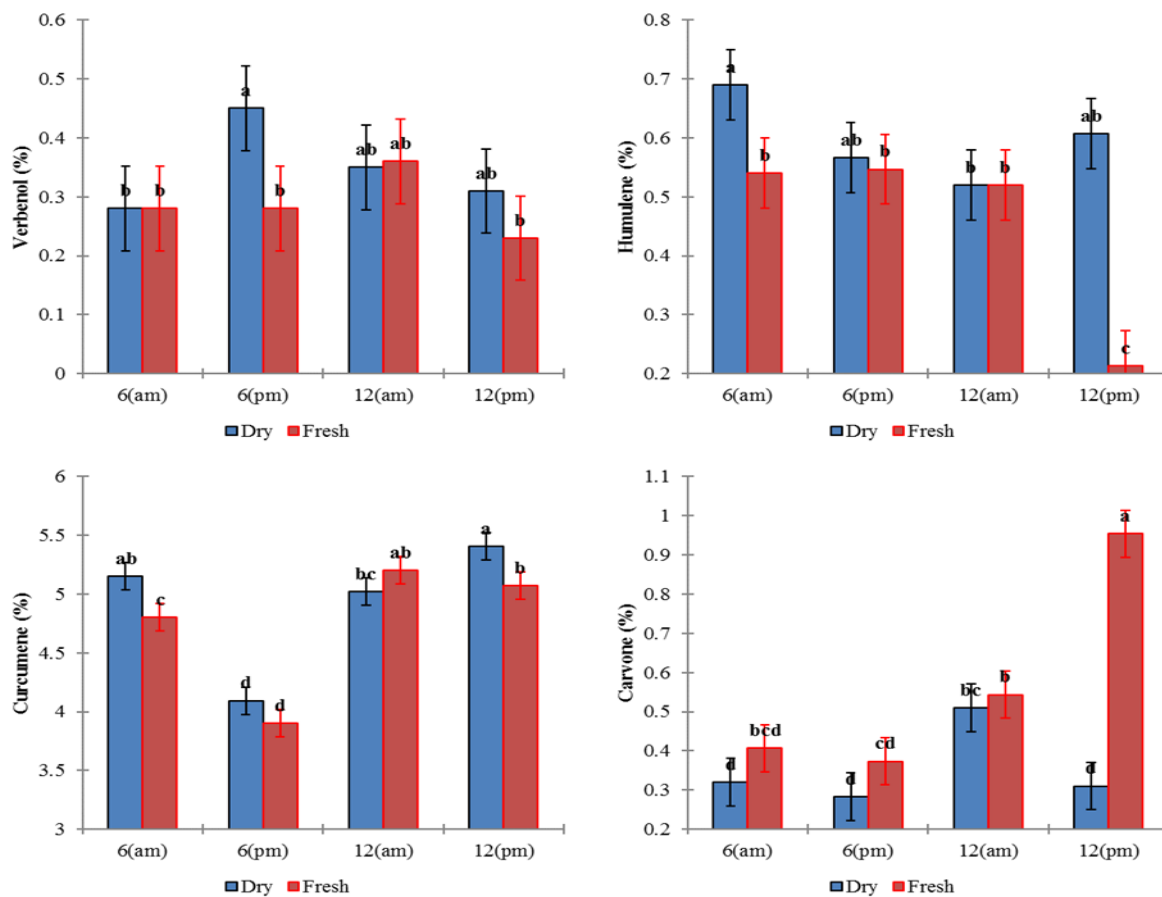 Verbenol (%)
0.6
0.5
0.4
0.3
0.2
0.1
0
b b a b ab ab ab b
6(am) 6(pm) 12(am) 12(pm)
Dry Fresh
Humulene (%)
0.8
0.7
0.6
0.5
0.4
0.3
0.2
a b ab b b b ab c
6(am) 6(pm) 12(am) 12(pm)
Dry Fresh
Curcumene (%)
6
5.5
5
4.5
4
3.5
3
ab c d d bc ab a b
6(am) 6(pm) 12(am) 12(pm)
Dry Fresh
Carvone (%)
1.1
1
0.9
0.8
0.7
0.6
0.5
0.4
0.3
0.2
d bcd d cd bc b d a
6(am) 6(pm) 12(am) 12(pm)
Dry Fresh